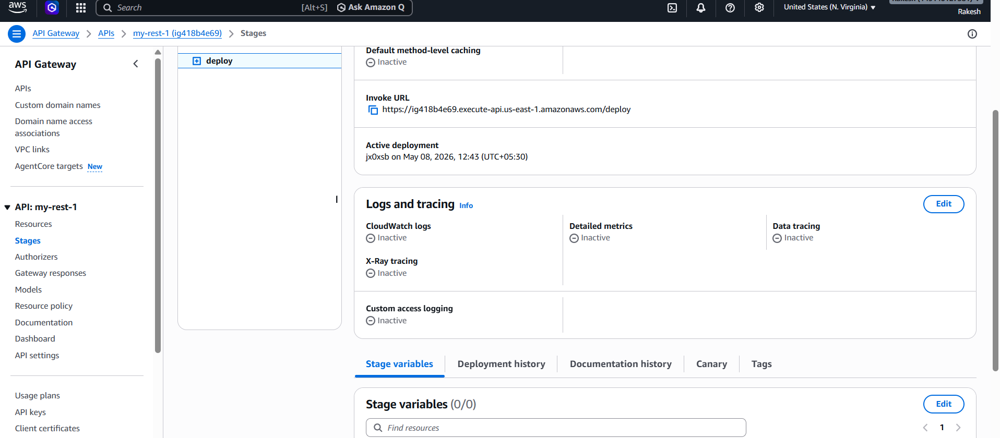 aws
Search [Alt+S] Ask Amazon Q
United States (N. Virginia)
Rakesh
API Gateway
APIs
my-rest-1 (ig418b4e69)
Stages
API Gateway
APIs
Custom domain names
Domain name access
associations
VPC links
AgentCore targets New
API: my-rest-1
Resources
Stages
Authorizers
Gateway responses
Models
Resource policy
Documentation
Dashboard
API settings
Usage plans
API keys
Client certificates
deploy
Default method-level caching
Inactive
Invoke URL
https://ig418b4e69.execute-api.us-east-1.amazonaws.com/deploy
Active deployment
jx0xsb on May 08, 2026, 12:43 (UTC+05:30)
Logs and tracing Info
Edit
CloudWatch logs
Inactive
Detailed metrics
Inactive
Data tracing
Inactive
X-Ray tracing
Inactive
Custom access logging
Inactive
Stage variables
Deployment history
Documentation history
Canary
Tags
Stage variables (0/0)
Edit
Find resources
1